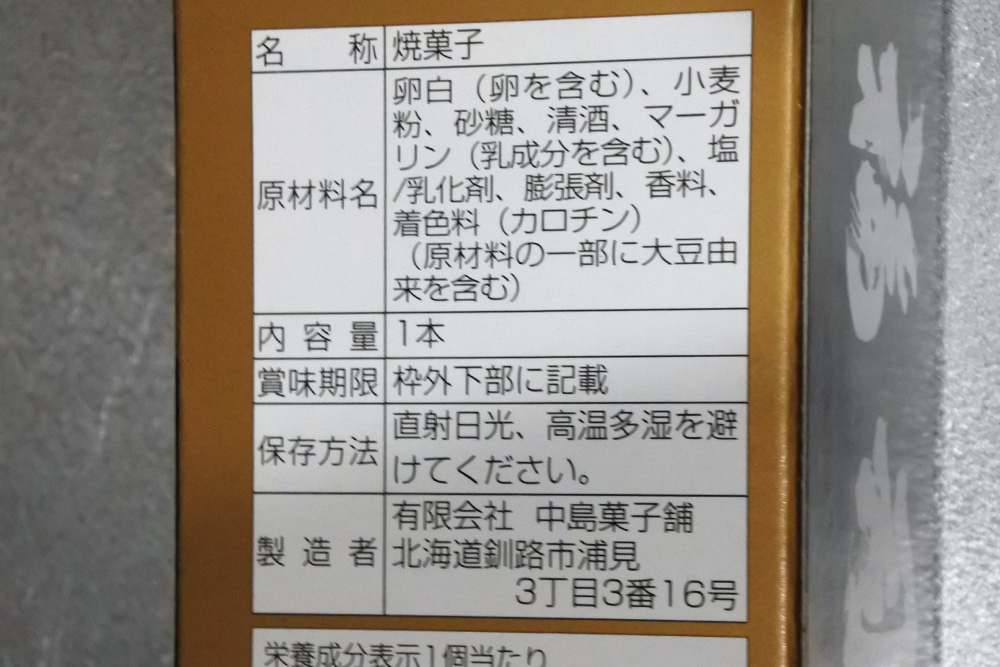 名称 焼菓子
原材料名 卵白（卵を含む）、小麦
粉、砂糖、清酒、マーガ
リン（乳成分を含む）、塩
/乳化剤、膨張剤、香料、
着色料（カロチン）
（原材料の一部に大豆由
来を含む）
内容量 1本
賞味期限 枠外下部に記載
保存方法 直射日光、高温多湿を避
けてください。
製造者 有限会社 中島菓子舗
北海道釧路市浦見
3丁目3番16号
栄養成分表示1個当たり